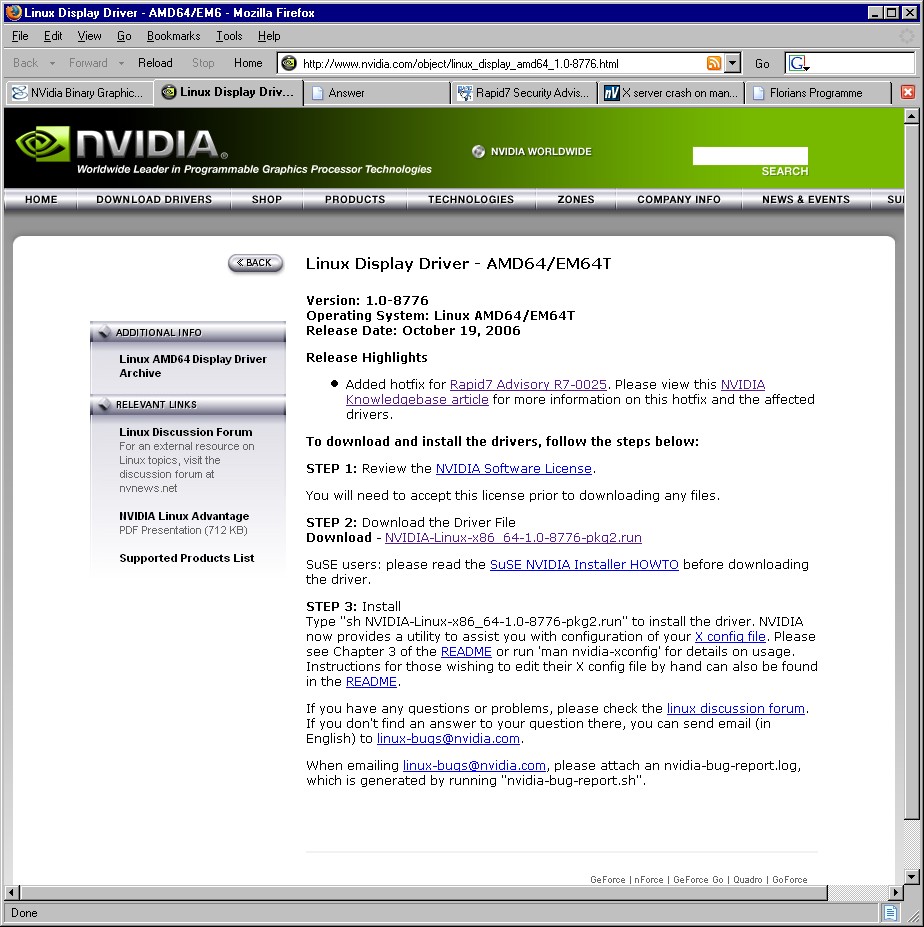 Linux Display Driver - AMD64/EM6 - Mozilla Firefox
File Edit View Go Bookmarks Tools Help
Back Forward Reload Stop Home http://www.nvidia.com/object/linux_display_amd64_1.0-8776.html Go G
NVidia Binary Graphic... Linux Display Driv... Answer Rapid7 Security Advis... nV X server crash on man... Florians Programme
nVIDIA®
Worldwide Leader in Programmable Graphics Processor Technologies
NVIDIA WORLDWIDE
SEARCH
HOME DOWNLOAD DRIVERS SHOP PRODUCTS TECHNOLOGIES ZONES COMPANY INFO NEWS & EVENTS SU
« BACK
ADDITIONAL INFO
Linux AMD64 Display Driver
Archive
RELEVANT LINKS
Linux Discussion Forum
For an external resource on
Linux topics, visit the
discussion forum at
nvnews.net
NVIDIA Linux Advantage
PDF Presentation (712 KB)
Supported Products List
Linux Display Driver - AMD64/EM64T
Version: 1.0-8776
Operating System: Linux AMD64/EM64T
Release Date: October 19, 2006
Release Highlights
• Added hotfix for Rapid7 Advisory R7-0025. Please view this NVIDIA
Knowledgebase article for more information on this hotfix and the affected
drivers.
To download and install the drivers, follow the steps below:
STEP 1: Review the NVIDIA Software License.
You will need to accept this license prior to downloading any files.
STEP 2: Download the Driver File
Download - NVIDIA-Linux-x86_64-1.0-8776-pkg2.run
SuSE users: please read the SuSE NVIDIA Installer HOWTO before downloading
the driver.
STEP 3: Install
Type "sh NVIDIA-Linux-x86_64-1.0-8776-pkg2.run" to install the driver. NVIDIA
now provides a utility to assist you with configuration of your X config file. Please
see Chapter 3 of the README or run 'man nvidia-xconfig' for details on usage.
Instructions for those wishing to edit their X config file by hand can also be found
in the README.
If you have any questions or problems, please check the linux discussion forum.
If you don't find an answer to your question there, you can send email (in
English) to linux-bugs@nvidia.com.
When emailing linux-bugs@nvidia.com, please attach an nvidia-bug-report.log,
which is generated by running "nvidia-bug-report.sh".
GeForce | nForce | GeForce Go | Quadro | GoForce
Done